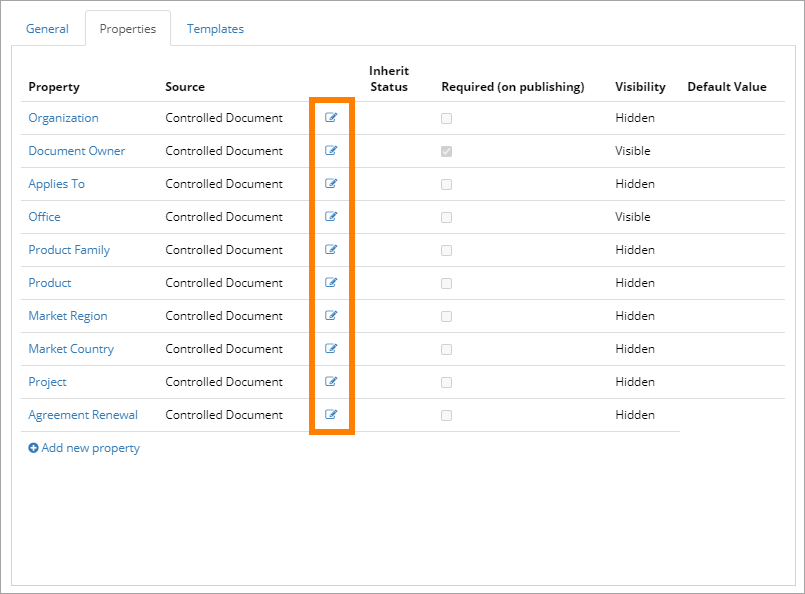 General Properties Templates
Inherit
Property Source Status Required (on publishing) Visibility Default Value
Organization Controlled Document Hidden
Document Owner Controlled Document Visible
Applies To Controlled Document Hidden
Office Controlled Document Visible
Product Family Controlled Document Hidden
Product Controlled Document Hidden
Market Region Controlled Document Hidden
Market Country Controlled Document Hidden
Project Controlled Document Hidden
Agreement Renewal Controlled Document Hidden
Add new property